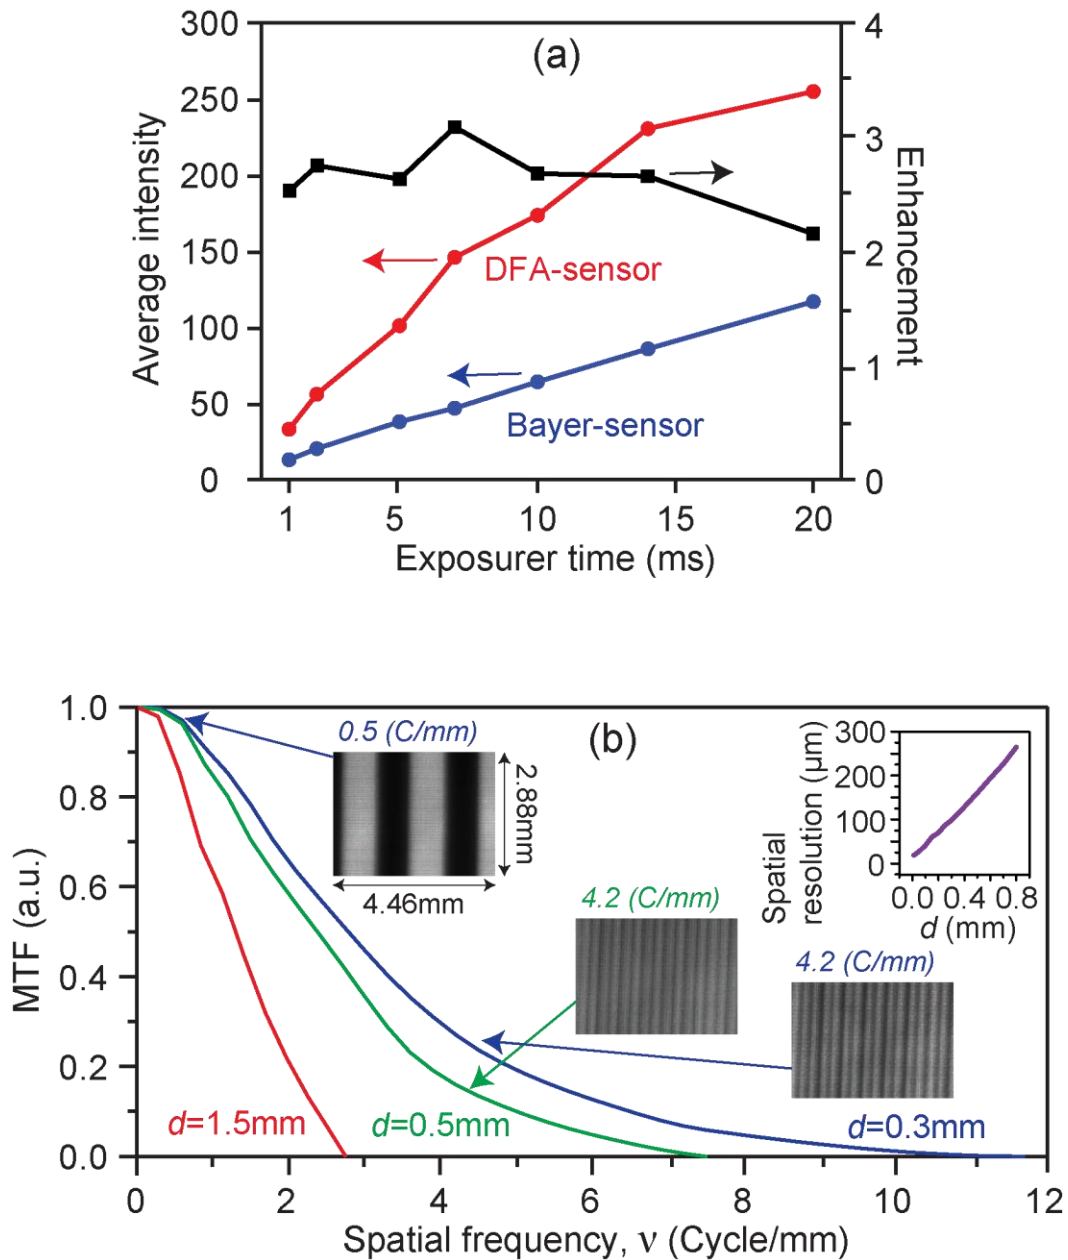 300
250
200
150
100
50
0
Average intensity
(a)
4
3
2
1
0
Enhancement
DFA-sensor
Bayer-sensor
1 5 10 15 20
Exposurer time (ms)
1.0
0.8
0.6
0.4
0.2
0.0
MTF (a.u.)
0.5 (C/mm)
2.88mm
4.46mm
(b)
4.2 (C/mm)
4.2 (C/mm)
Spatial
resolution (µm)
300
200
100
0
0.0 0.4 0.8
d (mm)
d=1.5mm
d=0.5mm
d=0.3mm
0 2 4 6 8 10 12
Spatial frequency, ν (Cycle/mm)